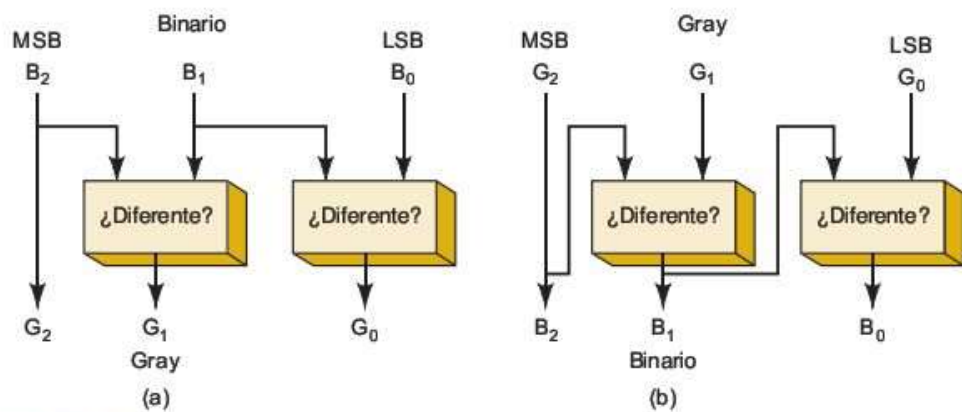 Binario
MSB
LSB
B₂
B₁
B₀
¿Diferente?
¿Diferente?
G₂
G₁
G₀
Gray
(a)
Gray
MSB
LSB
G₂
G₁
G₀
¿Diferente?
¿Diferente?
B₂
B₁
B₀
Binario
(b)